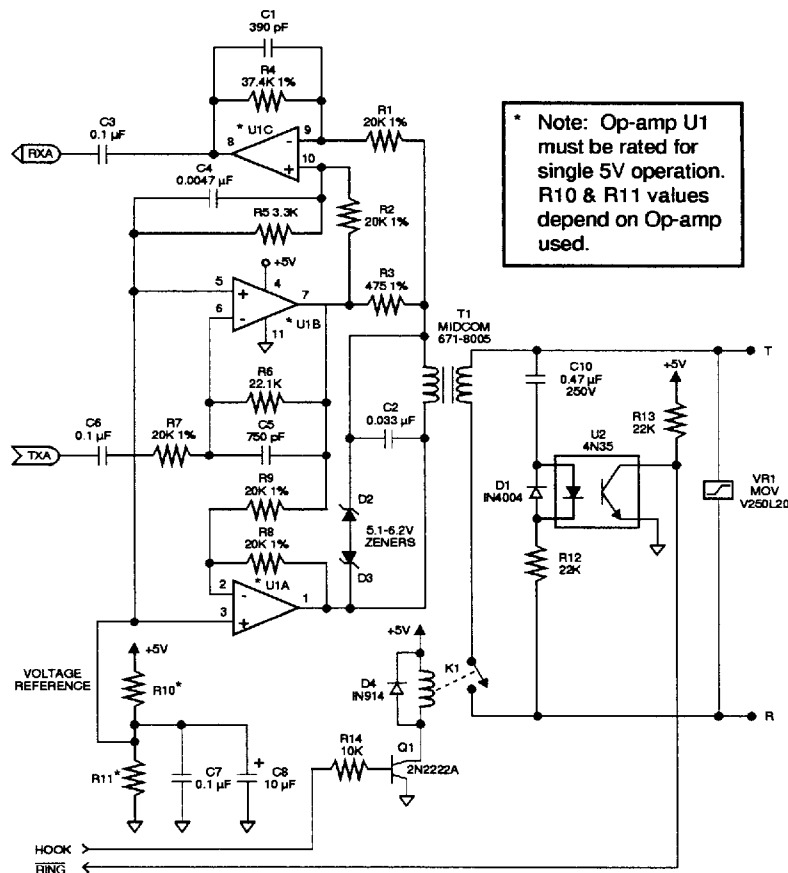 C1
390 pF
R4
37.4K 1%
C3
0.1 µF
* U1C
8
9
10
R1
20K 1%
RXA
C4
0.0047 µF
R5 3.3K
R2
20K 1%
* Note: Op-amp U1
must be rated for
single 5V operation.
R10 & R11 values
depend on Op-amp
used.
+5V
4
5
6
7
11
* U1B
R3
475 1%
T1
MIDCOM
671-8005
T
R6
22.1K
C5
750 pF
C6
0.1 µF
R7
20K 1%
TXA
C2
0.033 µF
C10
0.47 µF
250V
+5V
R13
22K
U2
4N35
D1
IN4004
VR1
MOV
V250L20
R9
20K 1%
R8
20K 1%
D2
5.1-6.2V
ZENERS
D3
R12
22K
* U1A
2
3
1
+5V
VOLTAGE
REFERENCE
R10*
R11*
C7
0.1 µF
+
C8
10 µF
+5V
D4
IN914
K1
R
R14
10K
Q1
2N2222A
HOOK
RING